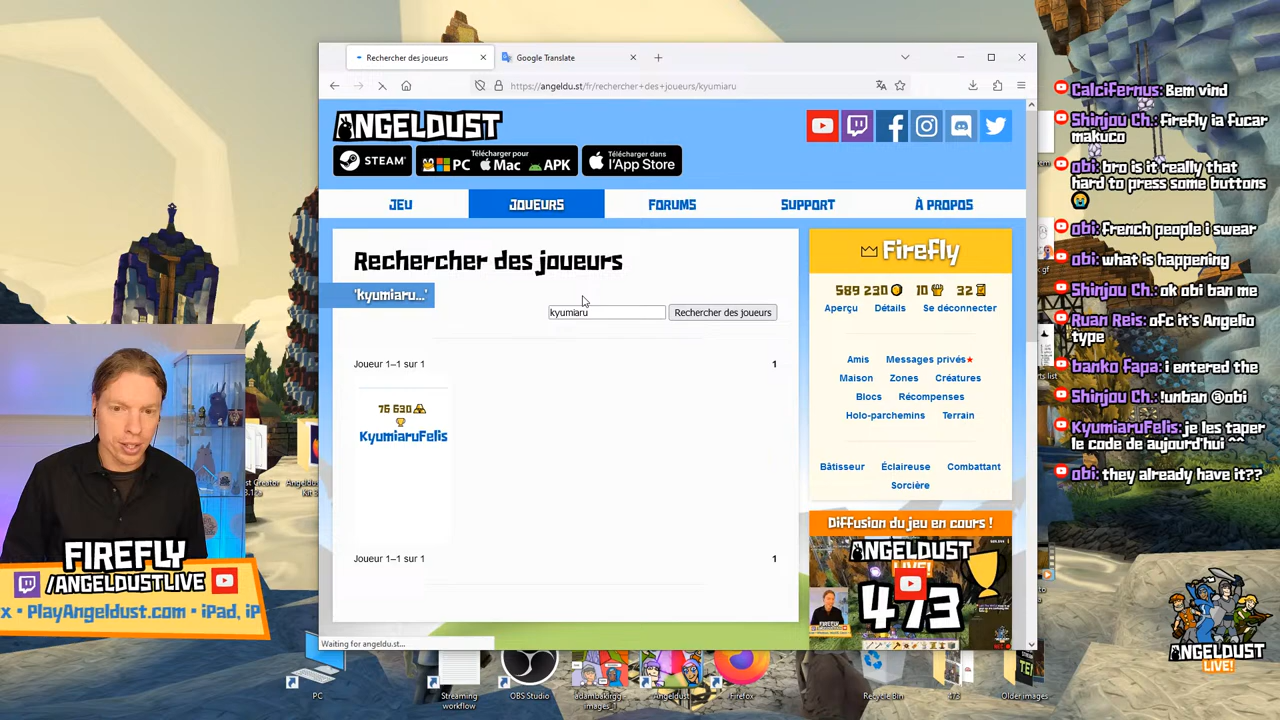 Rechercher des joueurs
Google Translate
https://angeldu.st/fr/rechercher+des+joueurs/kyumiaru
ANGELDUST
STEAM
Télécharger pour
PC Mac APK
Télécharger dans
l'App Store
JEU
JOUEURS
FORUMS
SUPPORT
À PROPOS
Rechercher des joueurs
'kyumiaru...'
kyumiaru
Rechercher des joueurs
Joueur 1–1 sur 1
1
76 630
KyumiaruFelis
Joueur 1–1 sur 1
1
Waiting for angeldu.st...
Firefly
589 230 10 32
Aperçu Détails Se déconnecter
Amis Messages privés★
Maison Zones Créatures
Blocs Récompenses
Holo-parchemins Terrain
Bâtisseur Éclaireuse Combattant
Sorcière
Diffusion du jeu en cours !
ANGELDUST
LIVE!
473
Calcifernus: Bem vind
Shinjou Ch.: Firefly ia fucar
makuco
obi: bro is it really that
hard to press some buttons
😭
obi: french people i swear
obi: what is happening
Shinjou Ch.: ok obi ban me
Ruan Reis: ofc it's Angelio
type
banko fapa: i entered the
Shinjou Ch.: !unban @obi
KyumiaruFelis: je les taper
le code de aujourd'hui ^^
obi: they already have it??
FIREFLY
/ANGELDUSTLIVE
x • PlayAngeldust.com • iPad, iP
PC
Streaming
workflow
OBS Studio
adambakirgg_
images_1
Angeldust
Firefox
Recycle Bin
473
Older images
ANGELDUST
LIVE!